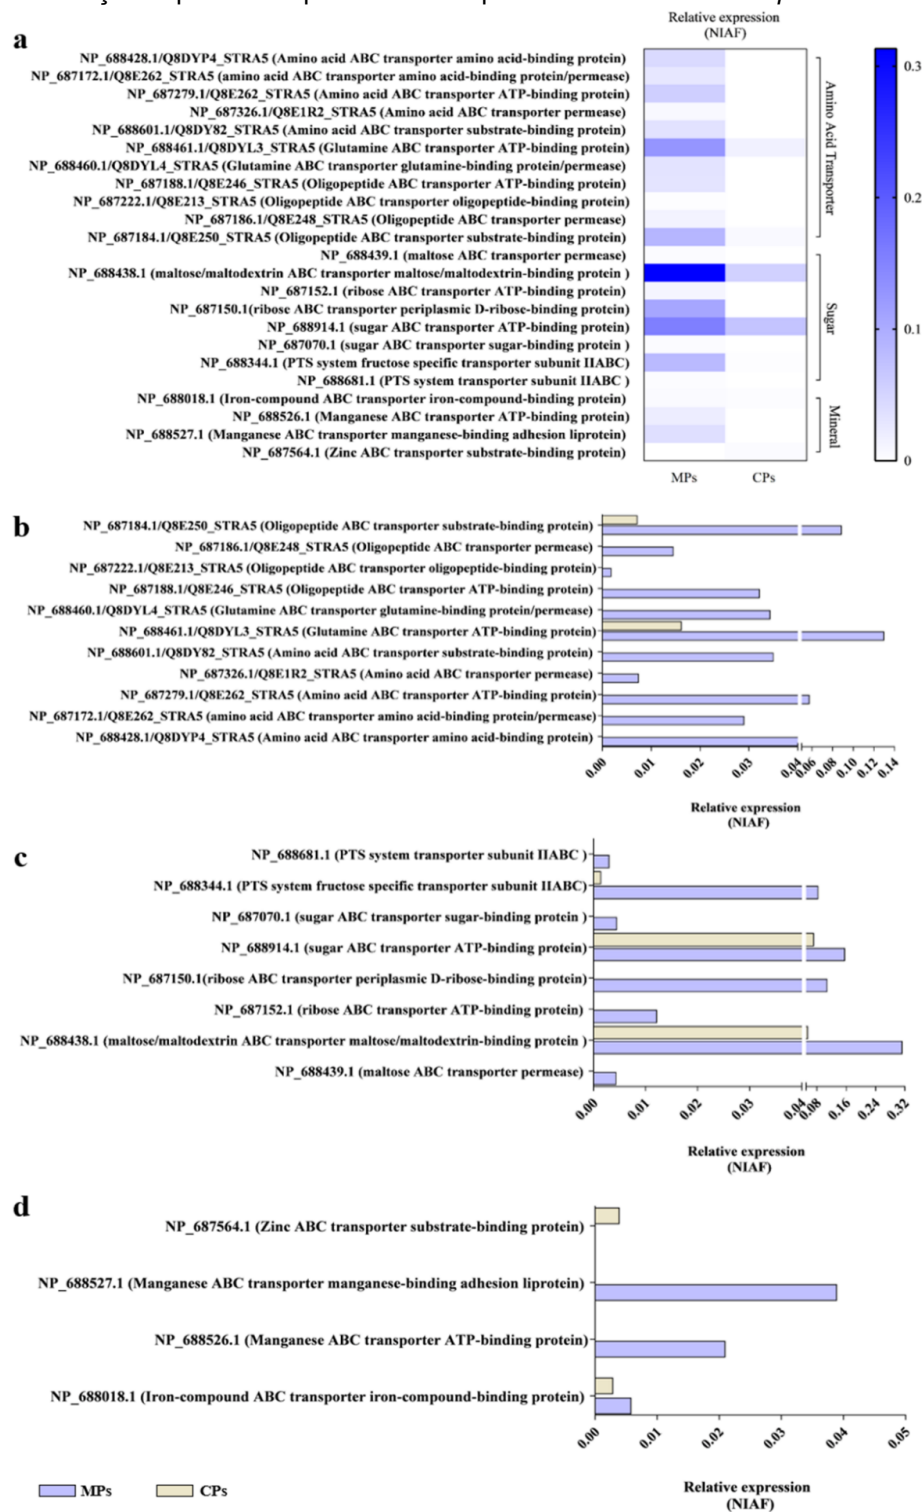 Relative expression
(NIAF)
a
NP_688428.1/Q8DYP4_STRA5 (Amino acid ABC transporter amino acid-binding protein)
NP_687172.1/Q8E262_STRA5 (amino acid ABC transporter amino acid-binding protein/permease)
NP_687279.1/Q8E262_STRA5 (Amino acid ABC transporter ATP-binding protein)
NP_687326.1/Q8E1R2_STRA5 (Amino acid ABC transporter permease)
NP_688601.1/Q8DY82_STRA5 (Amino acid ABC transporter substrate-binding protein)
NP_688461.1/Q8DYL3_STRA5 (Glutamine ABC transporter ATP-binding protein)
NP_688460.1/Q8DYL4_STRA5 (Glutamine ABC transporter glutamine-binding protein/permease)
NP_687188.1/Q8E246_STRA5 (Oligopeptide ABC transporter ATP-binding protein)
NP_687222.1/Q8E213_STRA5 (Oligopeptide ABC transporter oligopeptide-binding protein)
NP_687186.1/Q8E248_STRA5 (Oligopeptide ABC transporter permease)
NP_687184.1/Q8E250_STRA5 (Oligopeptide ABC transporter substrate-binding protein)
NP_688439.1 (maltose ABC transporter permease)
NP_688438.1 (maltose/maltodextrin ABC transporter maltose/maltodextrin-binding protein )
NP_687152.1 (ribose ABC transporter ATP-binding protein)
NP_687150.1(ribose ABC transporter periplasmic D-ribose-binding protein)
NP_688914.1 (sugar ABC transporter ATP-binding protein)
NP_687070.1 (sugar ABC transporter sugar-binding protein )
NP_688344.1 (PTS system fructose specific transporter subunit IIABC)
NP_688681.1 (PTS system transporter subunit IIABC )
NP_688018.1 (Iron-compound ABC transporter iron-compound-binding protein)
NP_688526.1 (Manganese ABC transporter ATP-binding protein)
NP_688527.1 (Manganese ABC transporter manganese-binding adhesion liprotein)
NP_687564.1 (Zinc ABC transporter substrate-binding protein)
MPs CPs
Amino Acid Transporter
Sugar
Mineral
0.3
0.2
0.1
0
b
NP_687184.1/Q8E250_STRA5 (Oligopeptide ABC transporter substrate-binding protein)
NP_687186.1/Q8E248_STRA5 (Oligopeptide ABC transporter permease)
NP_687222.1/Q8E213_STRA5 (Oligopeptide ABC transporter oligopeptide-binding protein)
NP_687188.1/Q8E246_STRA5 (Oligopeptide ABC transporter ATP-binding protein)
NP_688460.1/Q8DYL4_STRA5 (Glutamine ABC transporter glutamine-binding protein/permease)
NP_688461.1/Q8DYL3_STRA5 (Glutamine ABC transporter ATP-binding protein)
NP_688601.1/Q8DY82_STRA5 (Amino acid ABC transporter substrate-binding protein)
NP_687326.1/Q8E1R2_STRA5 (Amino acid ABC transporter permease)
NP_687279.1/Q8E262_STRA5 (Amino acid ABC transporter ATP-binding protein)
NP_687172.1/Q8E262_STRA5 (amino acid ABC transporter amino acid-binding protein/permease)
NP_688428.1/Q8DYP4_STRA5 (Amino acid ABC transporter amino acid-binding protein)
0.00 0.01 0.02 0.03 0.04 0.06 0.08 0.10 0.12 0.14
Relative expression
(NIAF)
c
NP_688681.1 (PTS system transporter subunit IIABC )
NP_688344.1 (PTS system fructose specific transporter subunit IIABC)
NP_687070.1 (sugar ABC transporter sugar-binding protein )
NP_688914.1 (sugar ABC transporter ATP-binding protein)
NP_687150.1(ribose ABC transporter periplasmic D-ribose-binding protein)
NP_687152.1 (ribose ABC transporter ATP-binding protein)
NP_688438.1 (maltose/maltodextrin ABC transporter maltose/maltodextrin-binding protein )
NP_688439.1 (maltose ABC transporter permease)
0.00 0.01 0.02 0.03 0.04 0.08 0.16 0.24 0.32
Relative expression
(NIAF)
d
NP_687564.1 (Zinc ABC transporter substrate-binding protein)
NP_688527.1 (Manganese ABC transporter manganese-binding adhesion liprotein)
NP_688526.1 (Manganese ABC transporter ATP-binding protein)
NP_688018.1 (Iron-compound ABC transporter iron-compound-binding protein)
0.00 0.01 0.02 0.03 0.04 0.05
Relative expression
(NIAF)
MPs CPs